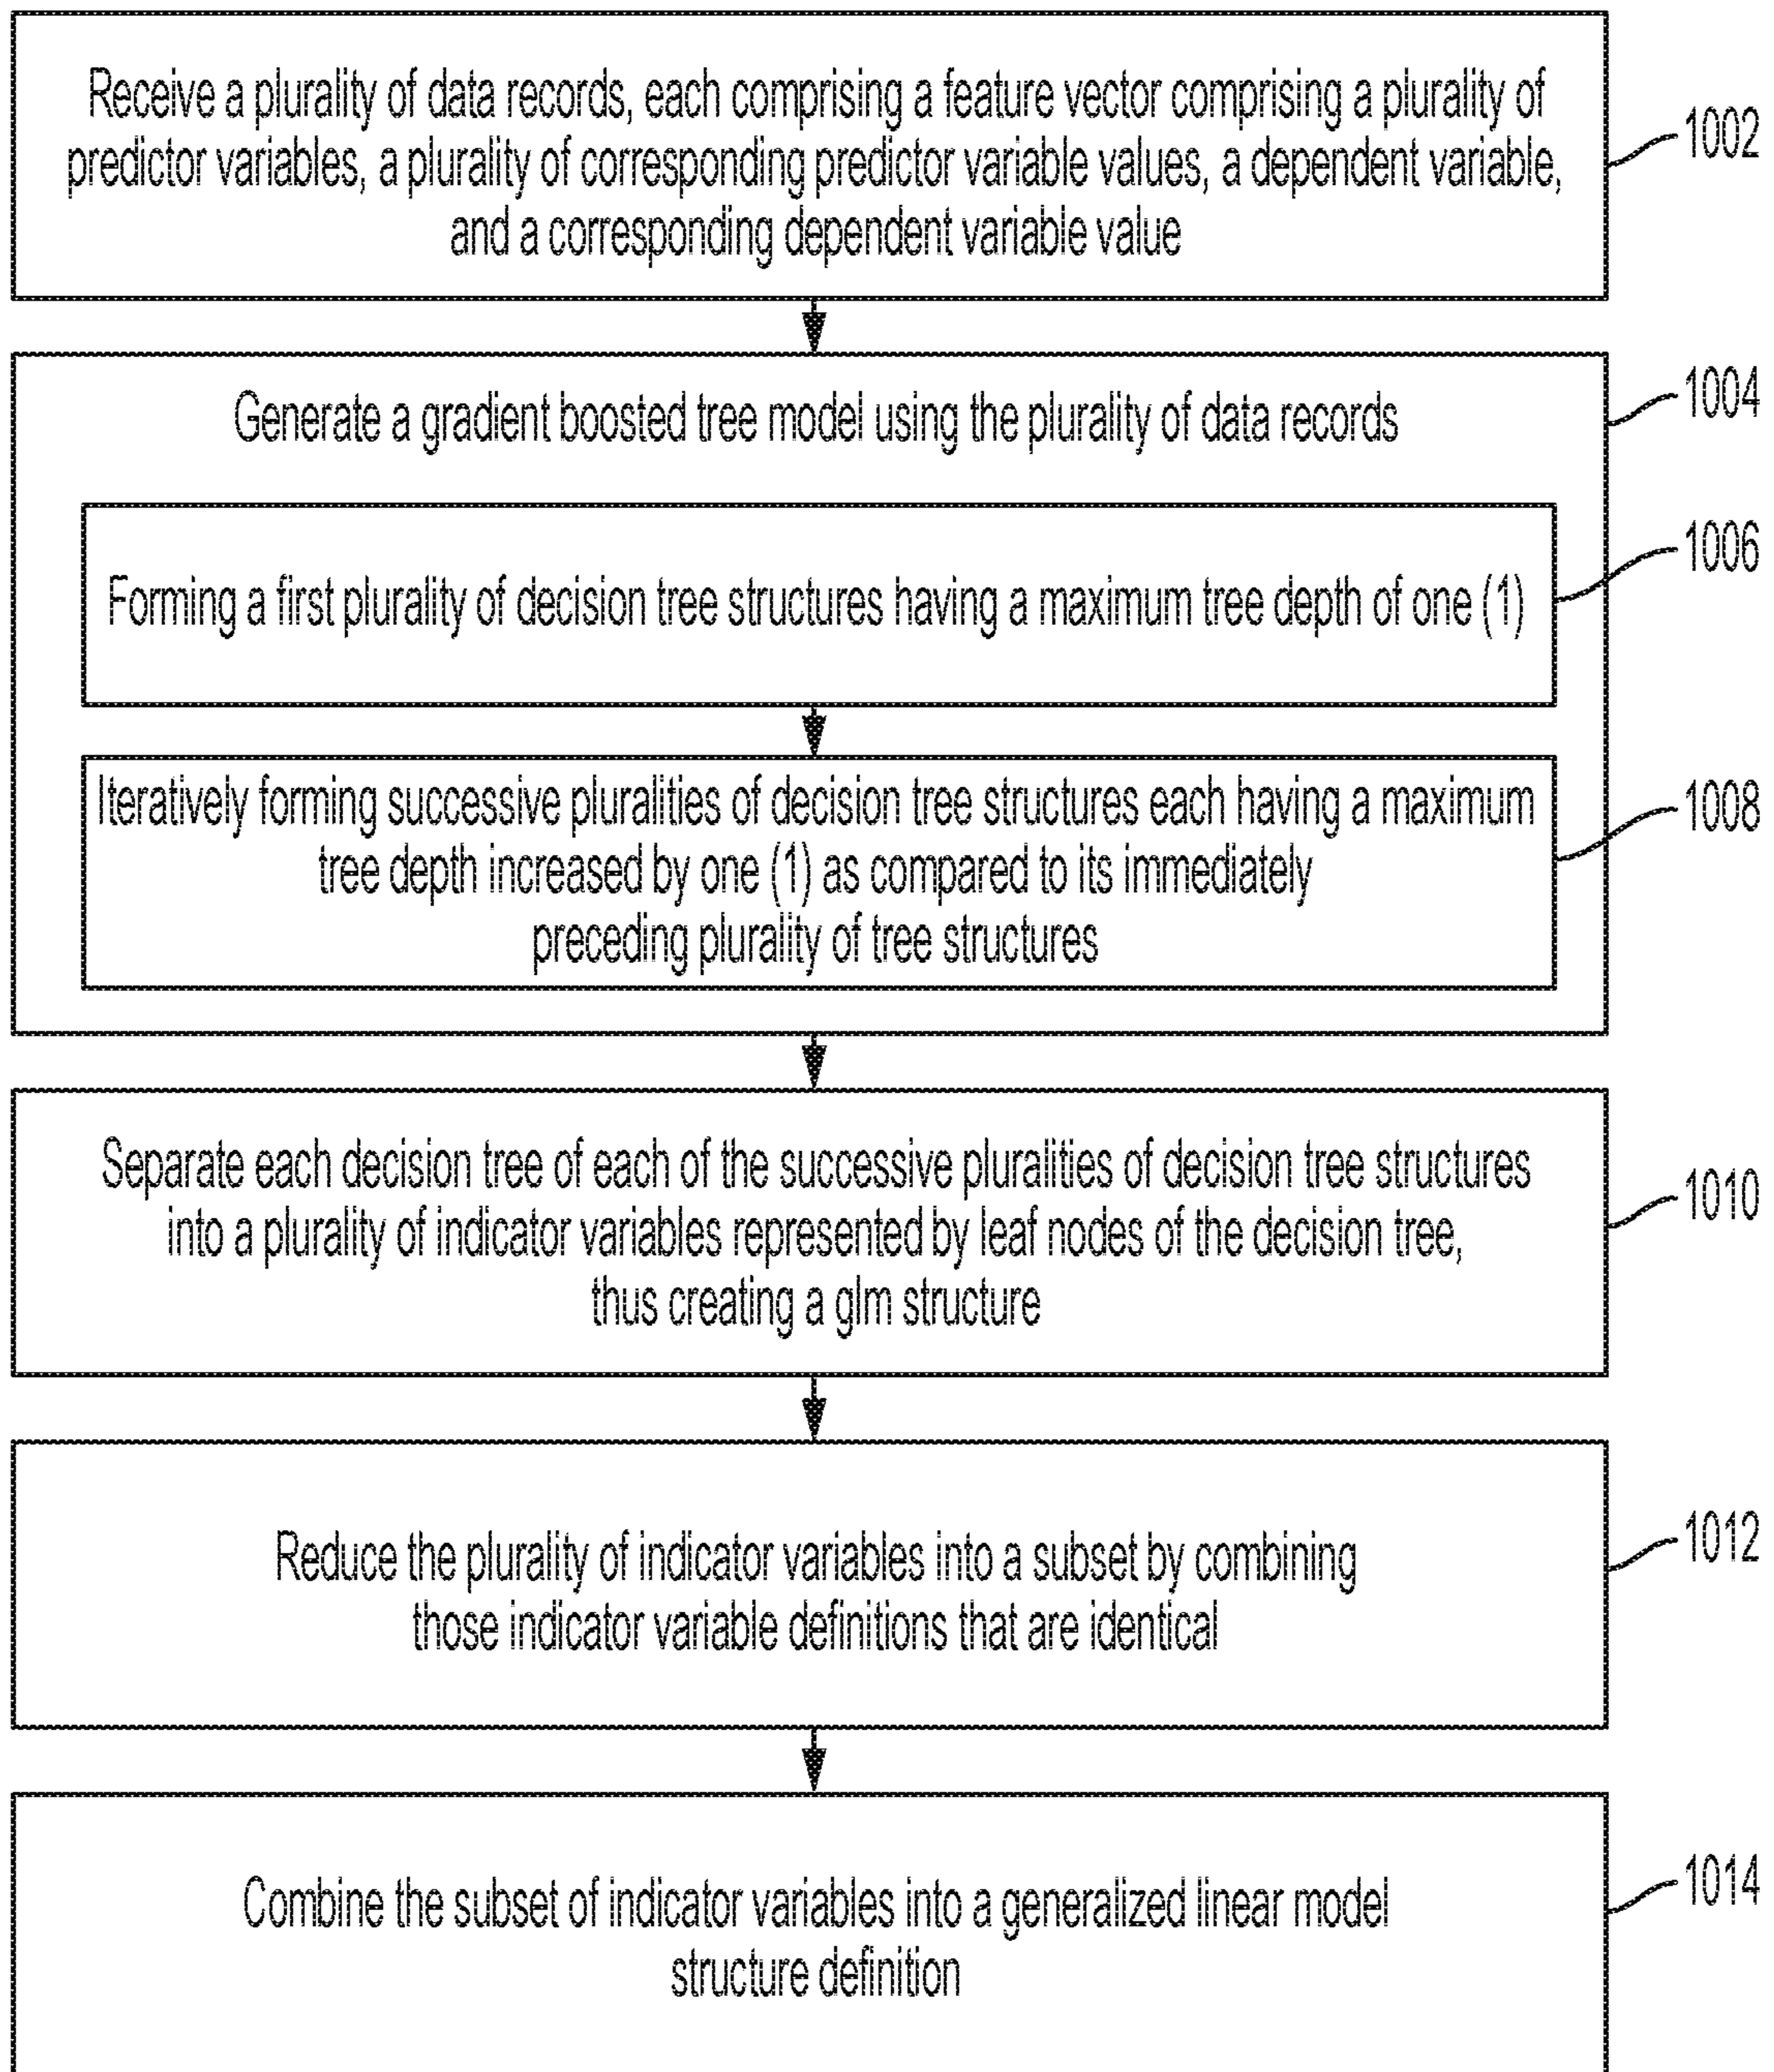 Receive a plurality of data records, each comprising a feature vector comprising a plurality of
predictor variables, a plurality of corresponding predictor variable values, a dependent variable,
and a corresponding dependent variable value
1002
Generate a gradient boosted tree model using the plurality of data records
1004
Forming a first plurality of decision tree structures having a maximum tree depth of one (1)
1006
Iteratively forming successive pluralities of decision tree structures each having a maximum
tree depth increased by one (1) as compared to its immediately
preceding plurality of tree structures
1008
Separate each decision tree of each of the successive pluralities of decision tree structures
into a plurality of indicator variables represented by leaf nodes of the decision tree,
thus creating a glm structure
1010
Reduce the plurality of indicator variables into a subset by combining
those indicator variable definitions that are identical
1012
Combine the subset of indicator variables into a generalized linear model
structure definition
1014